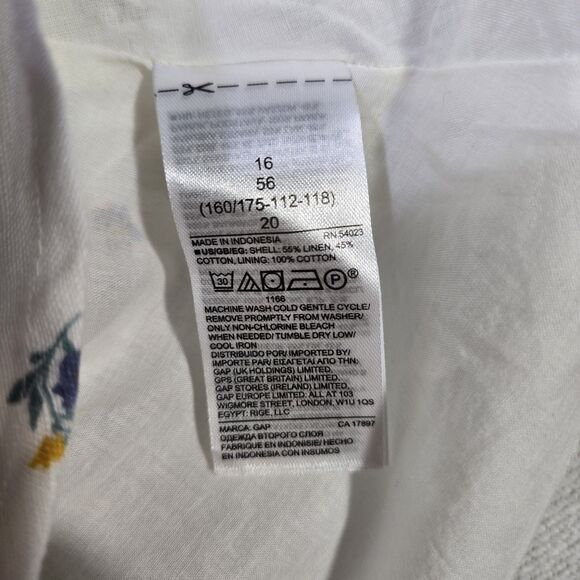 16
56
(160/175-112-118)
20
MADE IN INDONESIA RN 54023
■US/GB/EG: SHELL: 55% LINEN, 45%
COTTON, LINING: 100% COTTON
30 P®
1166
MACHINE WASH COLD GENTLE CYCLE/
REMOVE PROMPTLY FROM WASHER/
ONLY NON-CHLORINE BLEACH
WHEN NEEDED/ TUMBLE DRY LOW/
COOL IRON
DISTRIBUIDO POR/ IMPORTED BY/
IMPORTE PAR/ ΕΙΣΑΓΕΤΑΙ ΑΠΟ ΤΗΝ:
GAP (UK HOLDINGS) LIMITED,
GPS (GREAT BRITAIN) LIMITED,
GAP STORES (IRELAND) LIMITED,
GAP EUROPE LIMITED: ALL AT 103
WIGMORE STREET, LONDON, W1U 1QS
EGYPT: RIGE, LLC
MARCA: GAP CA 17897
ОДЕЖДА ВТОРОГО СЛОЯ
FABRIQUE EN INDONISIE/ HECHO
EN INDONESIA CON INSUMOS